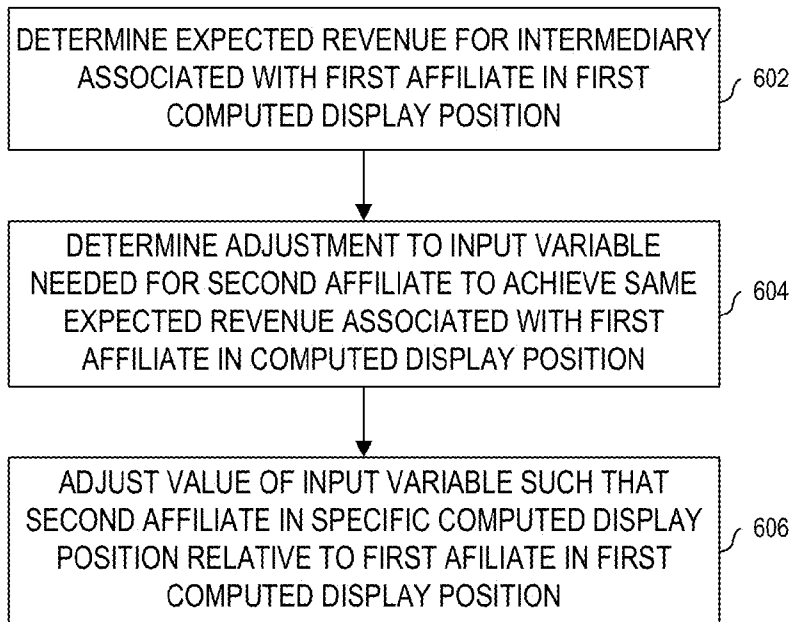 DETERMINE EXPECTED REVENUE FOR INTERMEDIARY
ASSOCIATED WITH FIRST AFFILIATE IN FIRST
COMPUTED DISPLAY POSITION
602
DETERMINE ADJUSTMENT TO INPUT VARIABLE
NEEDED FOR SECOND AFFILIATE TO ACHIEVE SAME
EXPECTED REVENUE ASSOCIATED WITH FIRST
AFFILIATE IN COMPUTED DISPLAY POSITION
604
ADJUST VALUE OF INPUT VARIABLE SUCH THAT
SECOND AFFILIATE IN SPECIFIC COMPUTED DISPLAY
POSITION RELATIVE TO FIRST AFILIATE IN FIRST
COMPUTED DISPLAY POSITION
606